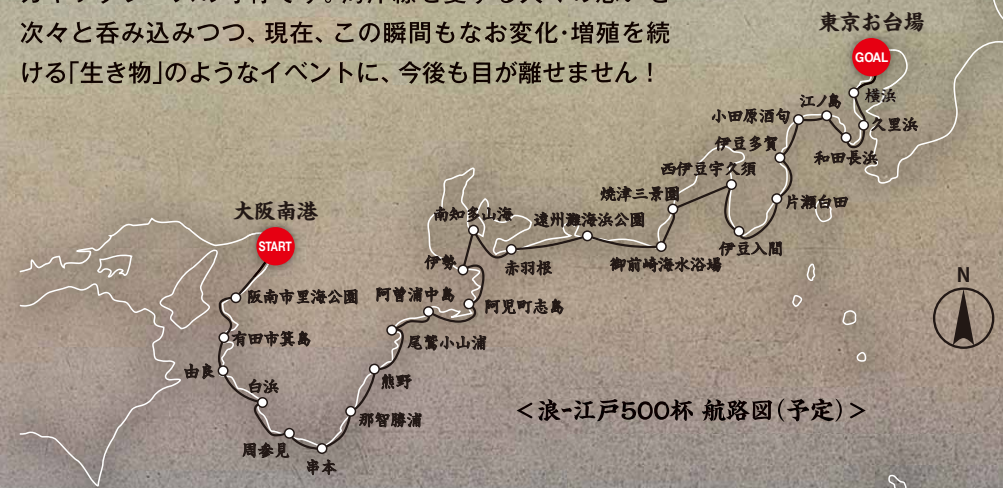 次々と呑み込みつつ、現在、この瞬間もなお変化・増殖を続
ける「生き物」のようなイベントに、今後も目が離せません！
東京お台場
GOAL
横浜
江ノ島
小田原酒匂
久里浜
和田長浜
伊豆多賀
西伊豆宇久須
焼津三景園
片瀬白田
南知多山海
遠州灘海浜公園
大阪南港
START
伊豆入間
伊勢
赤羽根
御前崎海水浴場
阪南市里海公園
阿曽浦中島
阿児町志島
有田市箕島
尾鷲小山浦
由良
白浜
熊野
那智勝浦
周参見
串本
N
＜浪-江戸500杯 航路図(予定)＞